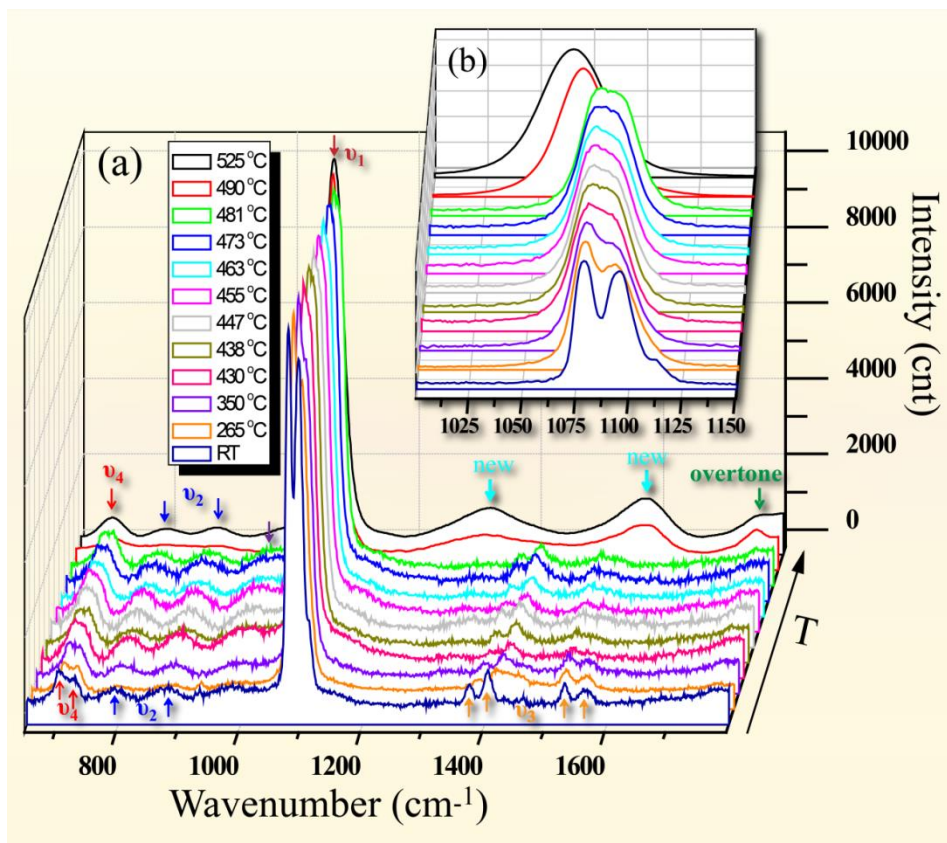 (a)
525 °C
490 °C
481 °C
473 °C
463 °C
455 °C
447 °C
438 °C
430 °C
350 °C
265 °C
RT
(b)
1025 1050 1075 1100 1125 1150
υ1
υ4
υ2
new
new
overtone
υ4
υ2
υ3
10000
8000
6000
4000
2000
0
Intensity (cnt)
T
800 1000 1200 1400 1600
Wavenumber (cm-1)